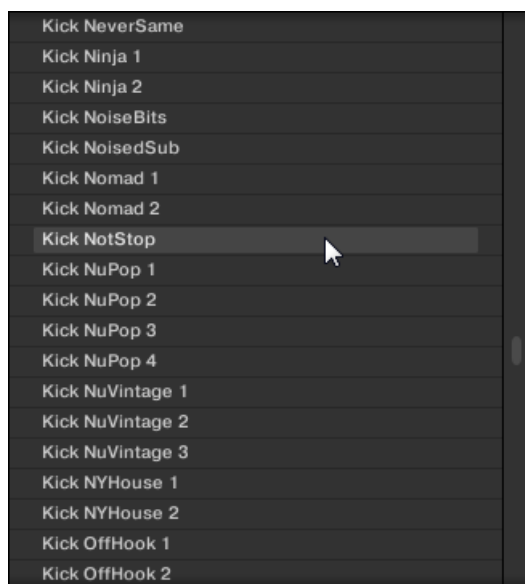 Kick NeverSame
Kick Ninja 1
Kick Ninja 2
Kick NoiseBits
Kick NoisedSub
Kick Nomad 1
Kick Nomad 2
Kick NotStop
Kick NuPop 1
Kick NuPop 2
Kick NuPop 3
Kick NuPop 4
Kick NuVintage 1
Kick NuVintage 2
Kick NuVintage 3
Kick NYHouse 1
Kick NYHouse 2
Kick OffHook 1
Kick OffHook 2